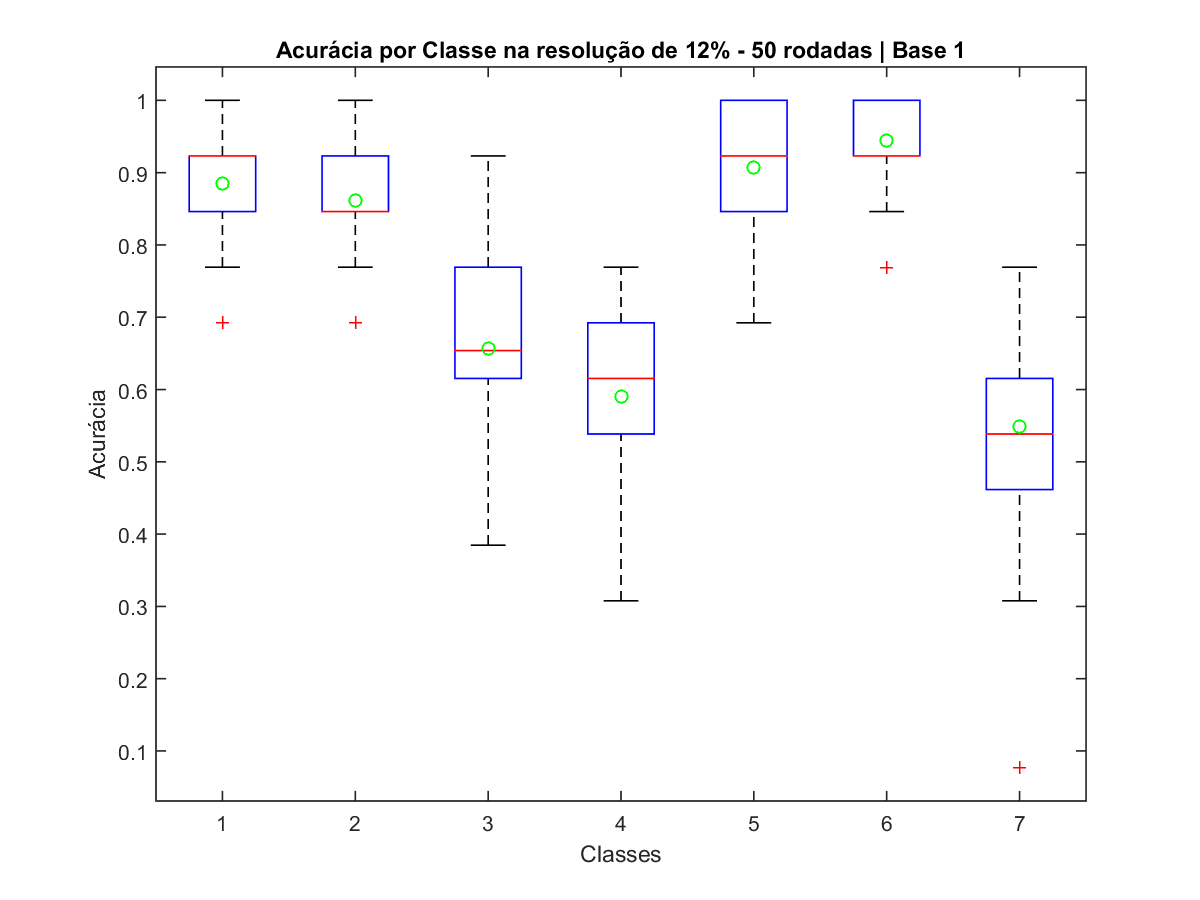 Acurácia por Classe na resolução de 12% - 50 rodadas | Base 1
1
0.9
0.8
0.7
0.6
0.5
0.4
0.3
0.2
0.1
Acurácia
1 2 3 4 5 6 7
Classes